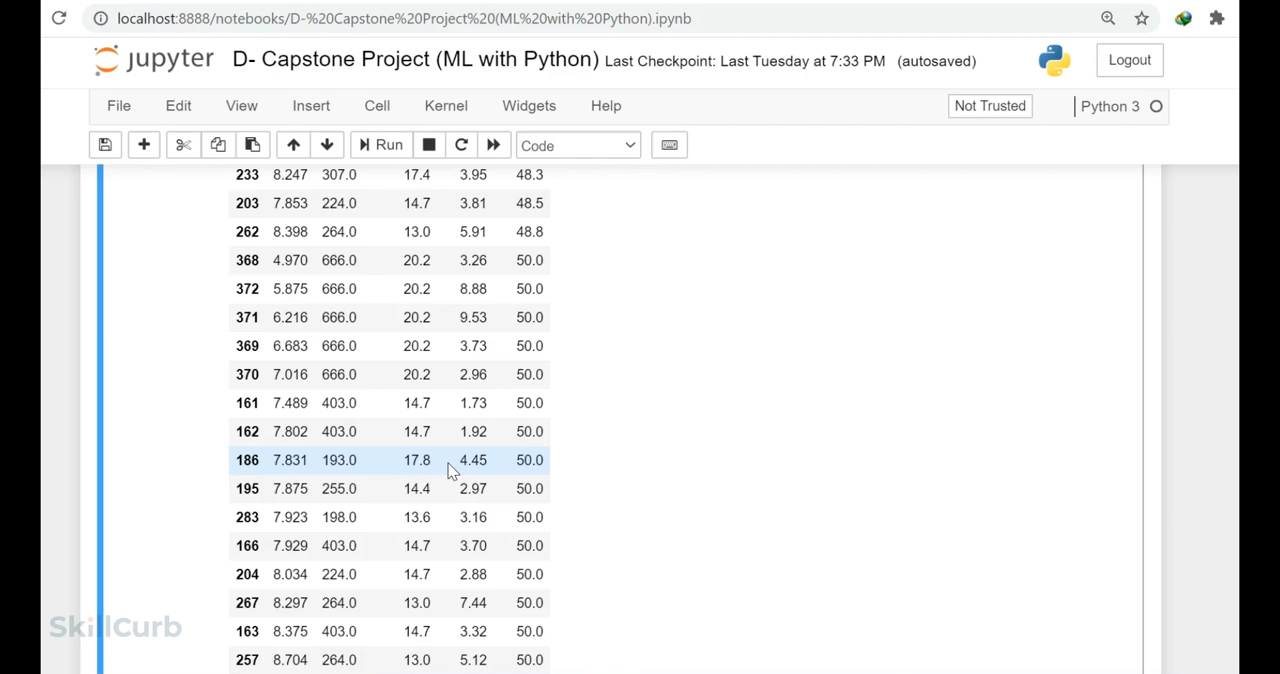 localhost:8888/notebooks/D-%20Capstone%20Project%20(ML%20with%20Python).ipynb
jupyter D- Capstone Project (ML with Python) Last Checkpoint: Last Tuesday at 7:33 PM (autosaved) Logout
File Edit View Insert Cell Kernel Widgets Help Not Trusted Python 3
Run Code
233 8.247 307.0 17.4 3.95 48.3
203 7.853 224.0 14.7 3.81 48.5
262 8.398 264.0 13.0 5.91 48.8
368 4.970 666.0 20.2 3.26 50.0
372 5.875 666.0 20.2 8.88 50.0
371 6.216 666.0 20.2 9.53 50.0
369 6.683 666.0 20.2 3.73 50.0
370 7.016 666.0 20.2 2.96 50.0
161 7.489 403.0 14.7 1.73 50.0
162 7.802 403.0 14.7 1.92 50.0
186 7.831 193.0 17.8 4.45 50.0
195 7.875 255.0 14.4 2.97 50.0
283 7.923 198.0 13.6 3.16 50.0
166 7.929 403.0 14.7 3.70 50.0
204 8.034 224.0 14.7 2.88 50.0
267 8.297 264.0 13.0 7.44 50.0
163 8.375 403.0 14.7 3.32 50.0
257 8.704 264.0 13.0 5.12 50.0
SkillCurb